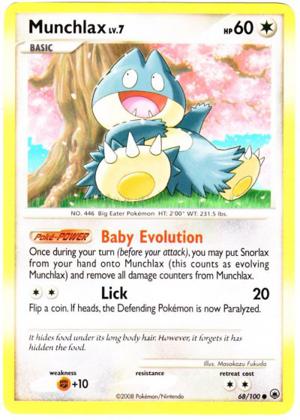 Munchlax LV.7 HP 60
BASIC
NO. 446 Big Eater Pokémon HT: 2'00" WT: 231.5 lbs.
Poké-POWER Baby Evolution
Once during your turn (before your attack), you may put Snorlax
from your hand onto Munchlax (this counts as evolving
Munchlax) and remove all damage counters from Munchlax.
Lick 20
Flip a coin. If heads, the Defending Pokémon is now Paralyzed.
It hides food under its long body hair. However, it forgets it has
hidden the food.
Illus. Masakazu Fukuda
weakness resistance retreat cost
+10
©2008 Pokémon/Nintendo 68/100